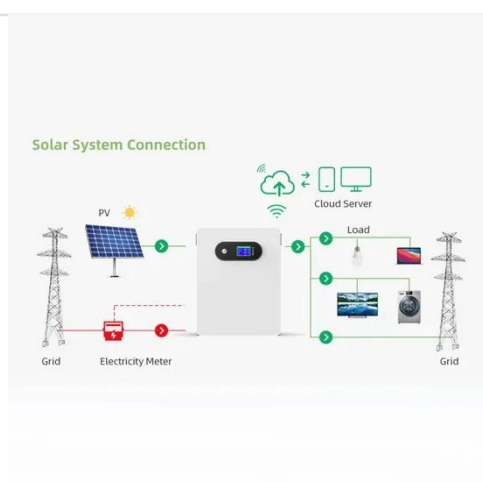 Solar System Connection
Cloud Server
PV
Load
Grid
Electricity Meter
Grid